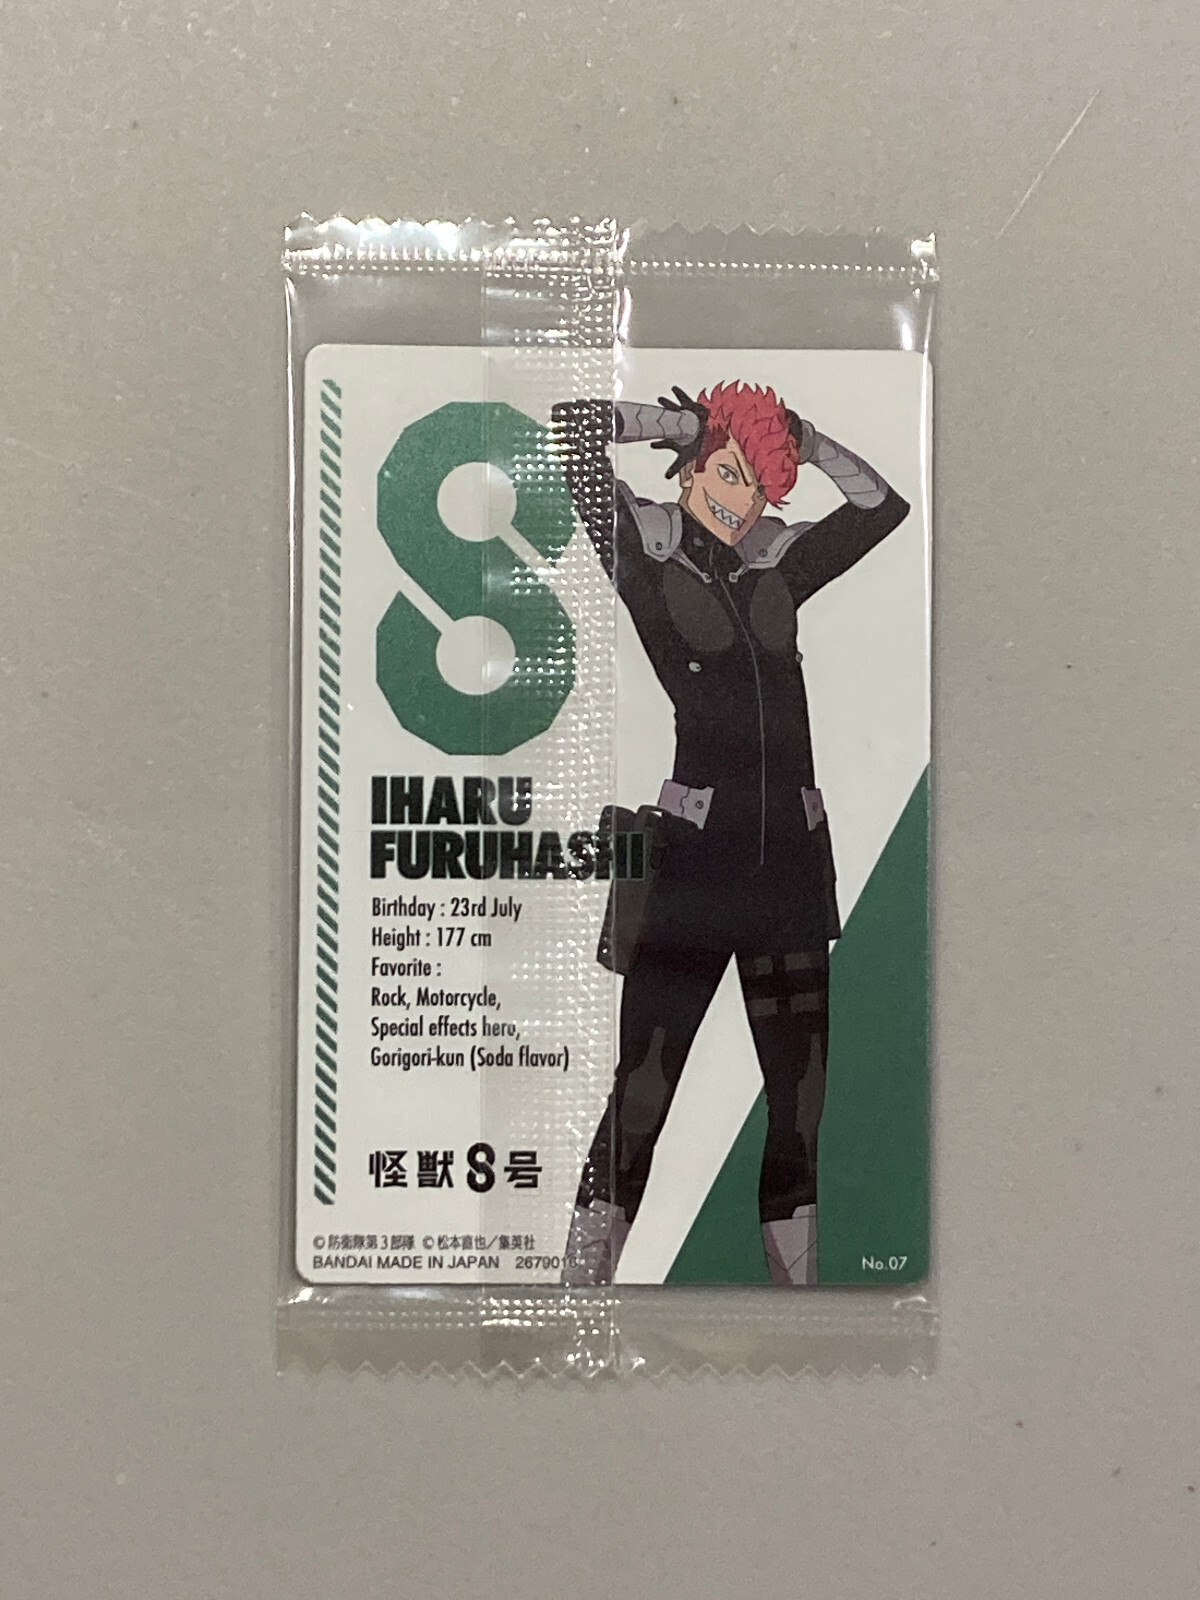 8
IHARU
FURUHASHI
Birthday : 23rd July
Height : 177 cm
Favorite :
Rock, Motorcycle,
Special effects hero,
Gorigori-kun (Soda flavor)
怪獣8号
©防衛隊第3部隊 ©松本直也／集英社
BANDAI MADE IN JAPAN 2679016
No.07